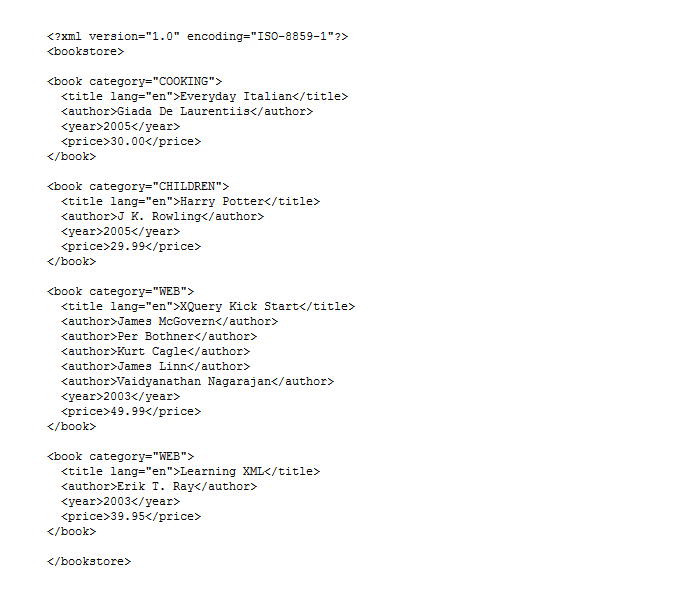 <?xml version="1.0" encoding="ISO-8859-1"?>
<bookstore>

<book category="COOKING">
  <title lang="en">Everyday Italian</title>
  <author>Giada De Laurentiis</author>
  <year>2005</year>
  <price>30.00</price>
</book>

<book category="CHILDREN">
  <title lang="en">Harry Potter</title>
  <author>J K. Rowling</author>
  <year>2005</year>
  <price>29.99</price>
</book>

<book category="WEB">
  <title lang="en">XQuery Kick Start</title>
  <author>James McGovern</author>
  <author>Per Bothner</author>
  <author>Kurt Cagle</author>
  <author>James Linn</author>
  <author>Vaidyanathan Nagarajan</author>
  <year>2003</year>
  <price>49.99</price>
</book>

<book category="WEB">
  <title lang="en">Learning XML</title>
  <author>Erik T. Ray</author>
  <year>2003</year>
  <price>39.95</price>
</book>

</bookstore>